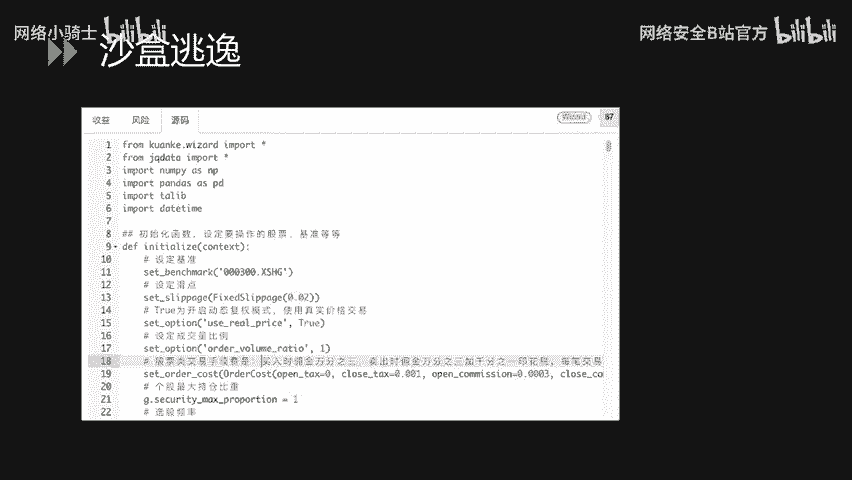 网络小骑士 bilibili
网络安全B站官方 bilibili
沙盒逃逸
收益 风险 源码 Wizard 87
1 from kuanke.wizard import *
2 from jqdata import *
3 import numpy as np
4 import pandas as pd
5 import talib
6 import datetime
7
8 ## 初始化函数，设定要操作的股票、基准等等
9 def initialize(context):
10 # 设定基准
11 set_benchmark('000300.XSHG')
12 # 设定滑点
13 set_slippage(FixedSlippage(0.02))
14 # True为开启动态复权模式，使用真实价格交易
15 set_option('use_real_price', True)
16 # 设定成交量比例
17 set_option('order_volume_ratio', 1)
18 # 股票类交易手续费是：买入时佣金万分之三，卖出时佣金万分之三加千分之一印花税，每笔交易
19 set_order_cost(OrderCost(open_tax=0, close_tax=0.001, open_commission=0.0003, close_co
20 # 个股最大持仓比重
21 g.security_max_proportion = 1
22 # 选股频率